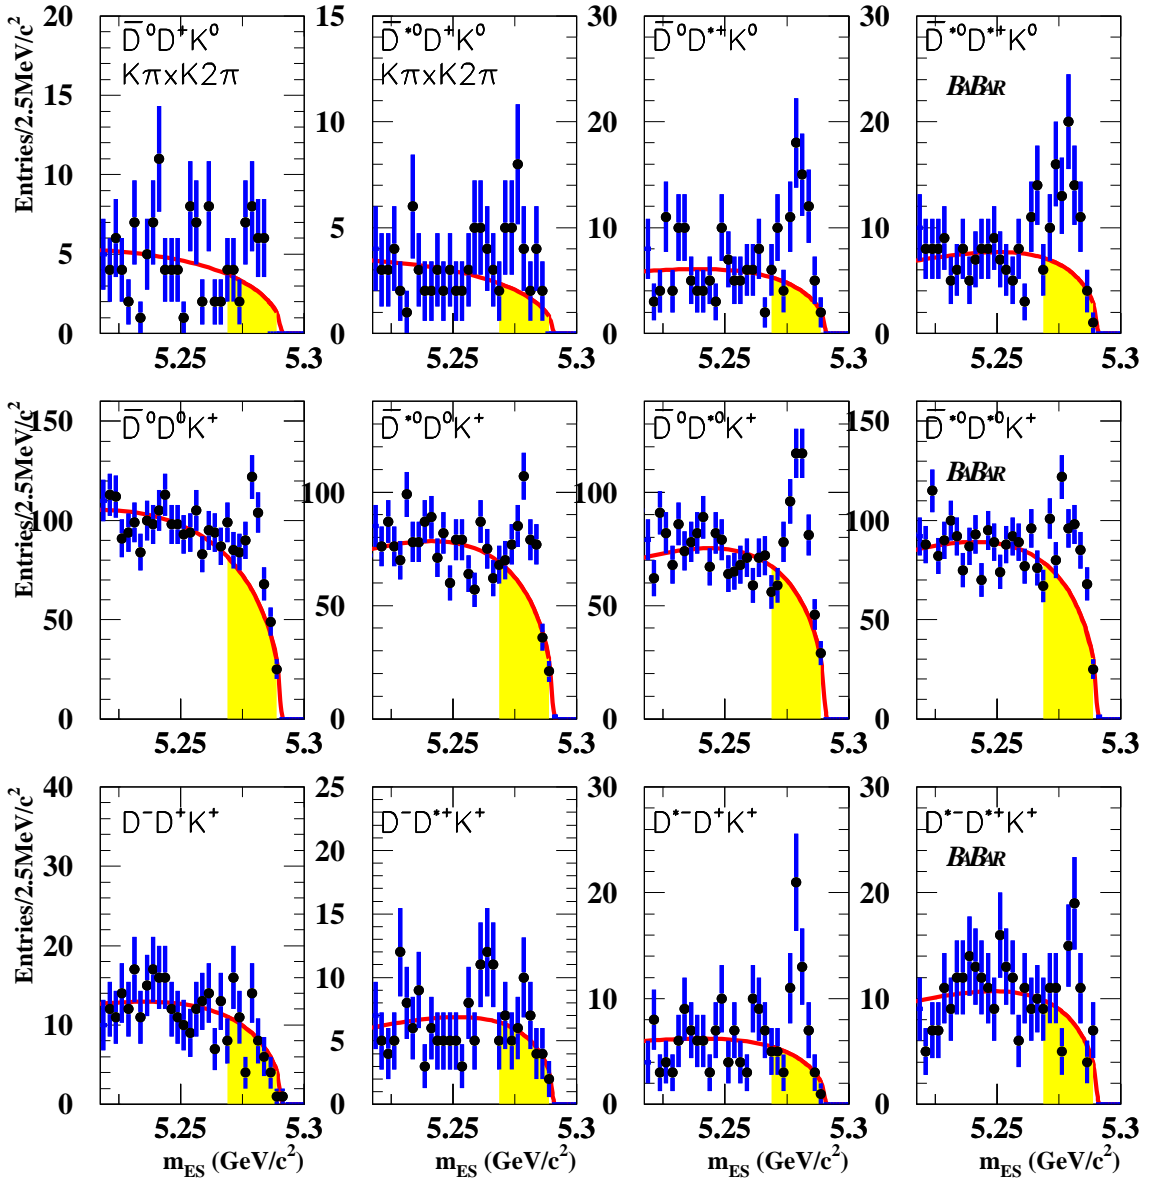 Entries/2.5MeV/c²
D̄⁰D⁺K⁰
Kπ x K2π
0 5 10 15 20
5.25 5.3
D̄*⁰D⁺K⁰
Kπ x K2π
0 5 10 15
5.25 5.3
D̄⁰D*⁺K⁰
0 10 20 30
5.25 5.3
D̄*⁰D*⁺K⁰
BABAR
0 10 20 30
5.25 5.3
Entries/2.5MeV/c²
D̄⁰D⁰K⁺
0 50 100 150
5.25 5.3
D̄*⁰D⁰K⁺
0 50 100
5.25 5.3
D̄⁰D*⁰K⁺
0 50 100
5.25 5.3
D̄*⁰D*⁰K⁺
BABAR
0 50 100 150
5.25 5.3
Entries/2.5MeV/c²
D⁻D⁺K⁺
0 10 20 30 40
5.25 5.3
m_ES (GeV/c²)
D⁻D*⁺K⁺
0 5 10 15 20 25
5.25 5.3
m_ES (GeV/c²)
D*⁻D⁺K⁺
0 10 20 30
5.25 5.3
m_ES (GeV/c²)
D*⁻D*⁺K⁺
BABAR
0 10 20 30
5.25 5.3
m_ES (GeV/c²)